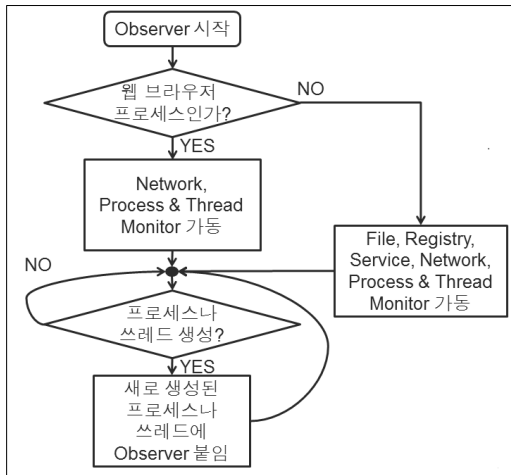 Observer 시작
웹 브라우저
프로세스인가?
NO
YES
Network,
Process & Thread
Monitor 가동
File, Registry,
Service, Network,
Process & Thread
Monitor 가동
NO
프로세스나
쓰레드 생성?
YES
새로 생성된
프로세스나
쓰레드에
Observer 붙임